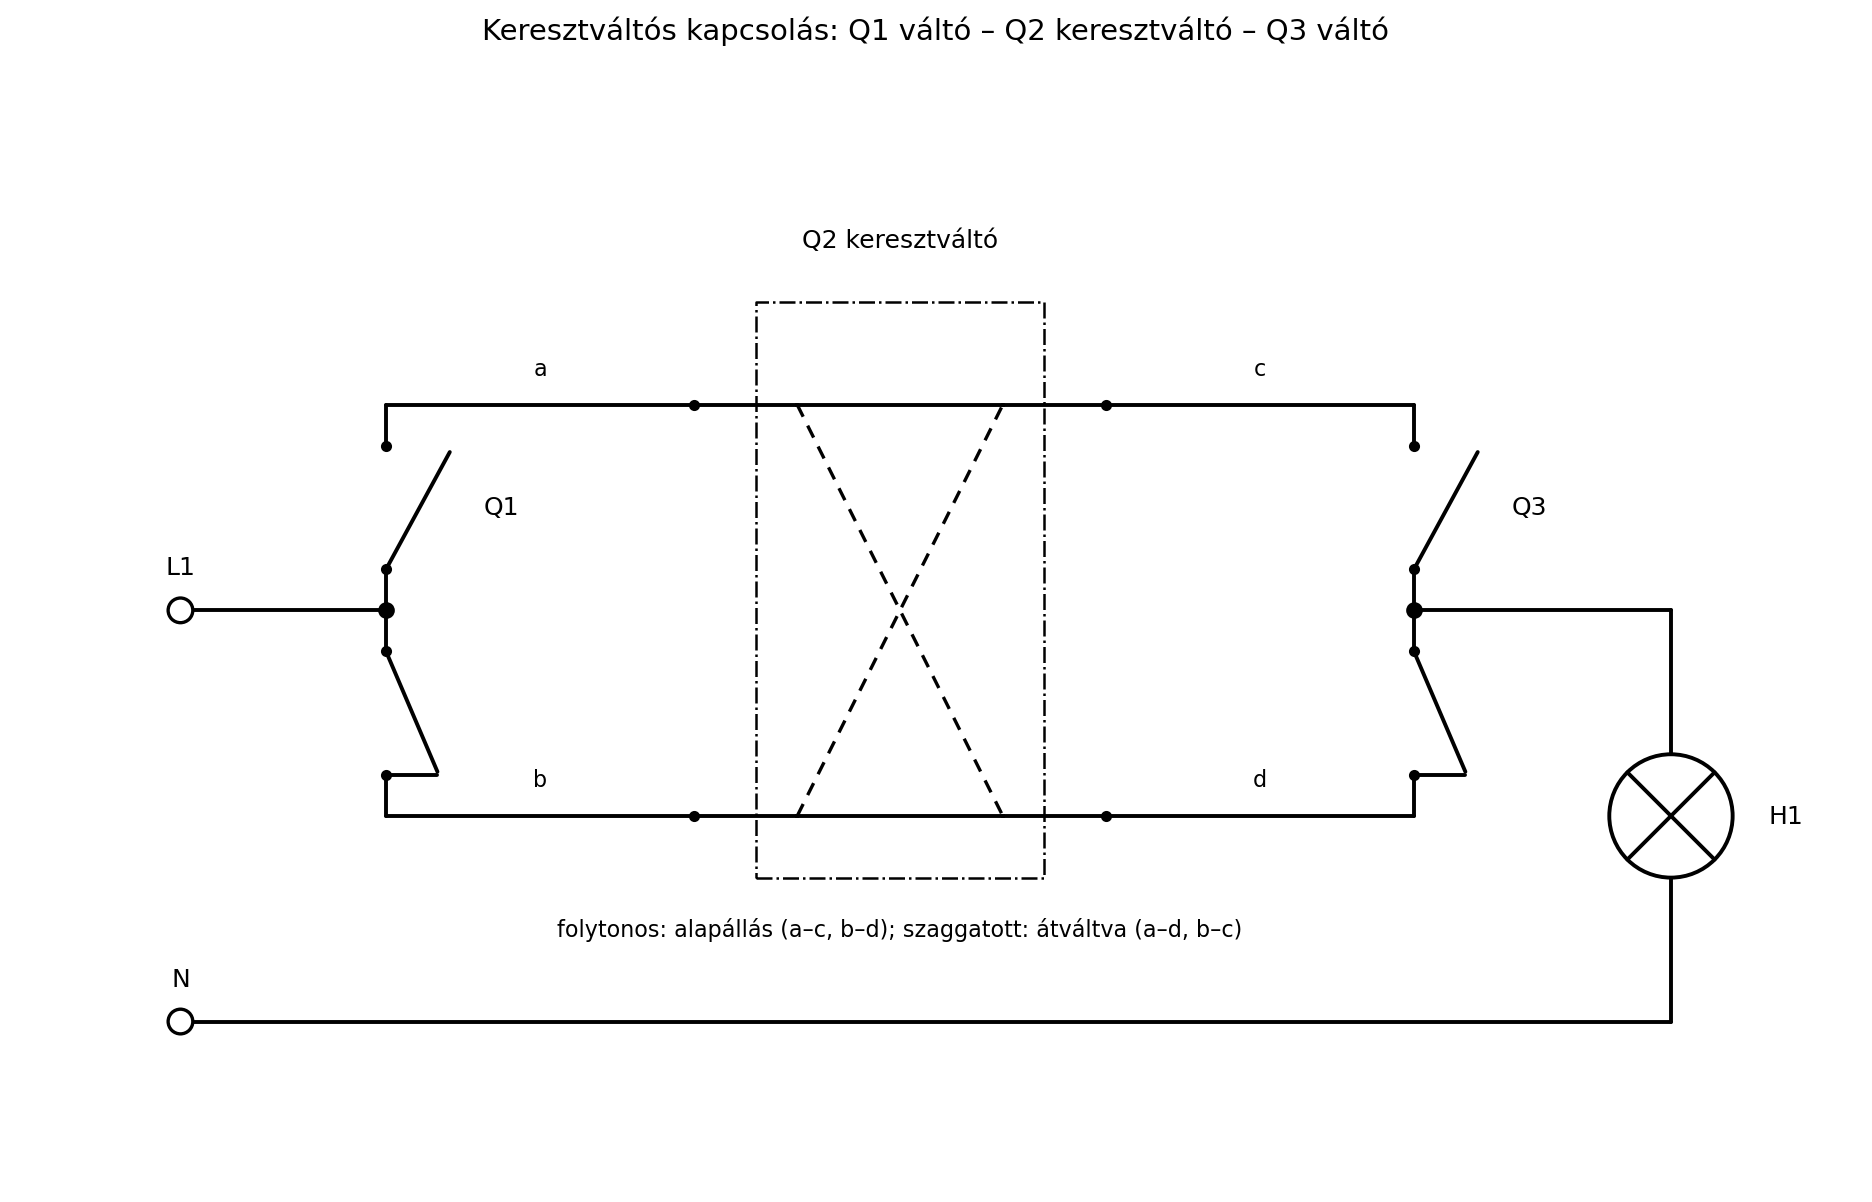 Keresztváltós kapcsolás: Q1 váltó – Q2 keresztváltó – Q3 váltó
Q2 keresztváltó
a
c
Q1
Q3
L1
b
d
H1
folytonos: alapállás (a–c, b–d); szaggatott: átváltva (a–d, b–c)
N